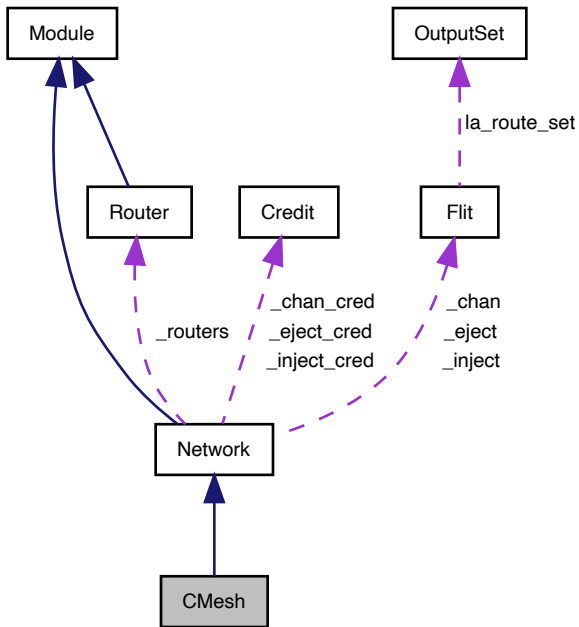 Module
OutputSet
la_route_set
Router
Credit
Flit
_routers
_chan_cred
_eject_cred
_inject_cred
_chan
_eject
_inject
Network
CMesh